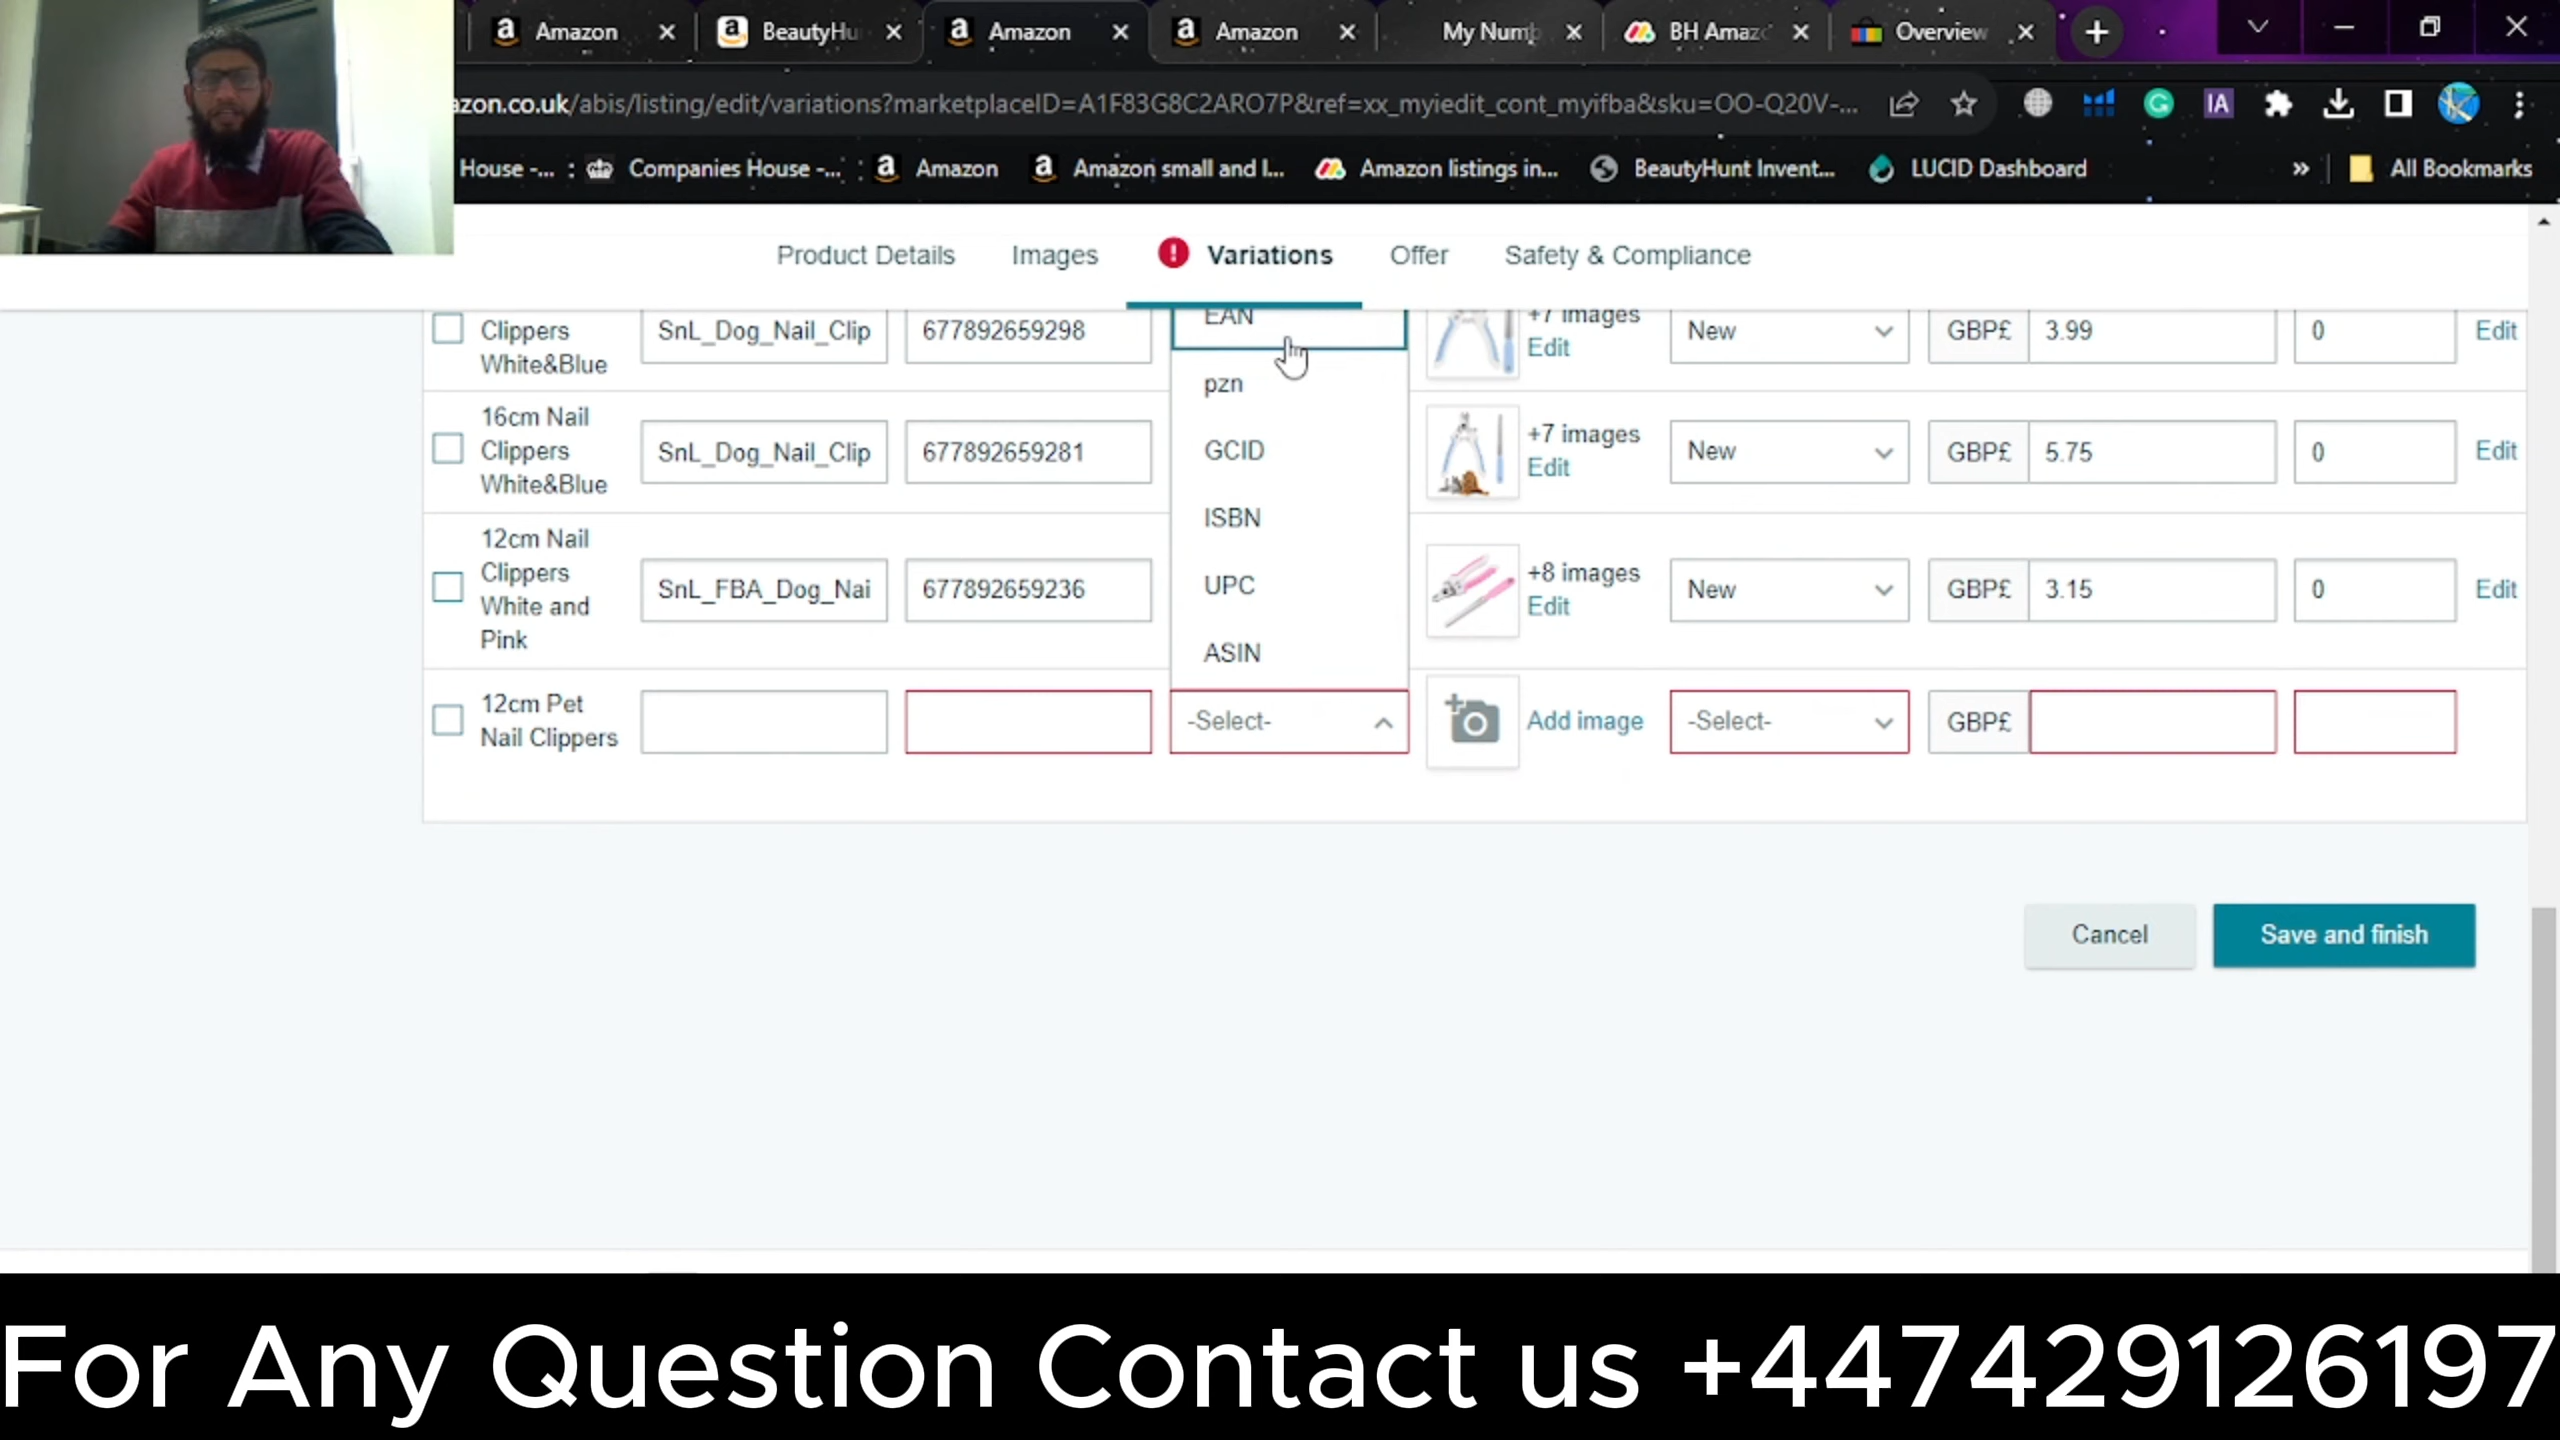 Amazon
BeautyHu
Amazon
Amazon
My Num
BH Amaz
Overview
azon.co.uk/abis/listing/edit/variations?marketplaceID=A1F83G8C2ARO7P&ref=xx_myiedit_cont_myifba&sku=OO-Q20V-...
House -...
Companies House -...
Amazon
Amazon small and l...
Amazon listings in...
BeautyHunt Invent...
LUCID Dashboard
»
All Bookmarks
Product Details
Images
Variations
Offer
Safety & Compliance
Clippers
White&Blue
SnL_Dog_Nail_Clip
677892659298
EAN
+7 images
Edit
New
GBP£
3.99
0
Edit
pzn
16cm Nail
Clippers
White&Blue
SnL_Dog_Nail_Clip
677892659281
GCID
+7 images
Edit
New
GBP£
5.75
0
Edit
ISBN
12cm Nail
Clippers
White and
Pink
SnL_FBA_Dog_Nai
677892659236
UPC
+8 images
Edit
New
GBP£
3.15
0
Edit
ASIN
12cm Pet
Nail Clippers
-Select-
Add image
-Select-
GBP£
Cancel
Save and finish
For Any Question Contact us +447429126197